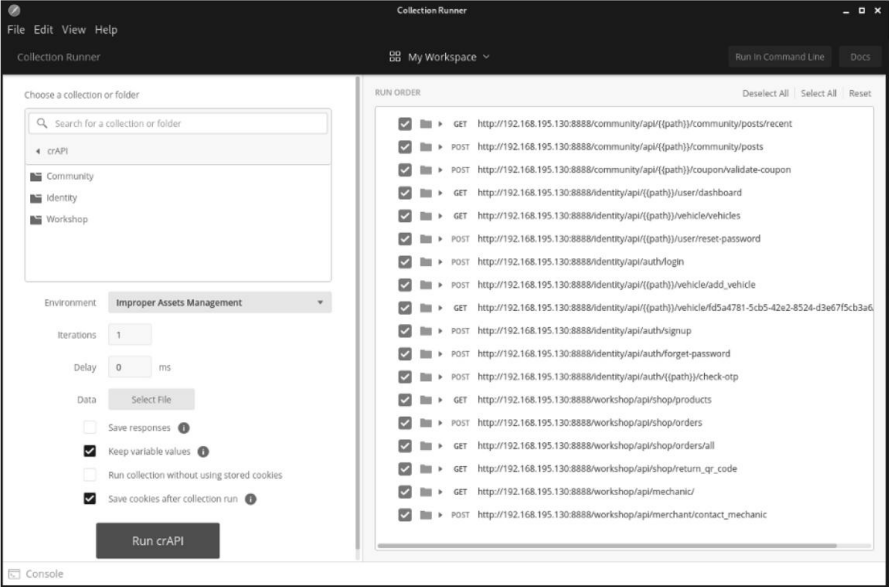 Collection Runner
File Edit View Help
Collection Runner
My Workspace
Run In Command Line
Docs
Choose a collection or folder
Search for a collection or folder
crAPI
Community
Identity
Workshop
Environment Improper Assets Management
Iterations 1
Delay 0 ms
Data Select File
Save responses
Keep variable values
Run collection without using stored cookies
Save cookies after collection run
Run crAPI
RUN ORDER
Deselect All Select All Reset
GET http://192.168.195.130:8888/community/api/{{path}}/community/posts/recent
POST http://192.168.195.130:8888/community/api/{{path}}/community/posts
POST http://192.168.195.130:8888/community/api/{{path}}/coupon/validate-coupon
GET http://192.168.195.130:8888/identity/api/{{path}}/user/dashboard
GET http://192.168.195.130:8888/identity/api/{{path}}/vehicle/vehicles
POST http://192.168.195.130:8888/identity/api/{{path}}/user/reset-password
POST http://192.168.195.130:8888/identity/api/auth/login
POST http://192.168.195.130:8888/identity/api/{{path}}/vehicle/add_vehicle
GET http://192.168.195.130:8888/identity/api/{{path}}/vehicle/fd5a4781-5cb5-42e2-8524-d3e67f5cb3a6/
POST http://192.168.195.130:8888/identity/api/auth/signup
POST http://192.168.195.130:8888/identity/api/auth/forget-password
POST http://192.168.195.130:8888/identity/api/auth/{{path}}/check-otp
GET http://192.168.195.130:8888/workshop/api/shop/products
POST http://192.168.195.130:8888/workshop/api/shop/orders
GET http://192.168.195.130:8888/workshop/api/shop/orders/all
GET http://192.168.195.130:8888/workshop/api/shop/return_qr_code
GET http://192.168.195.130:8888/workshop/api/mechanic/
POST http://192.168.195.130:8888/workshop/api/merchant/contact_mechanic
Console